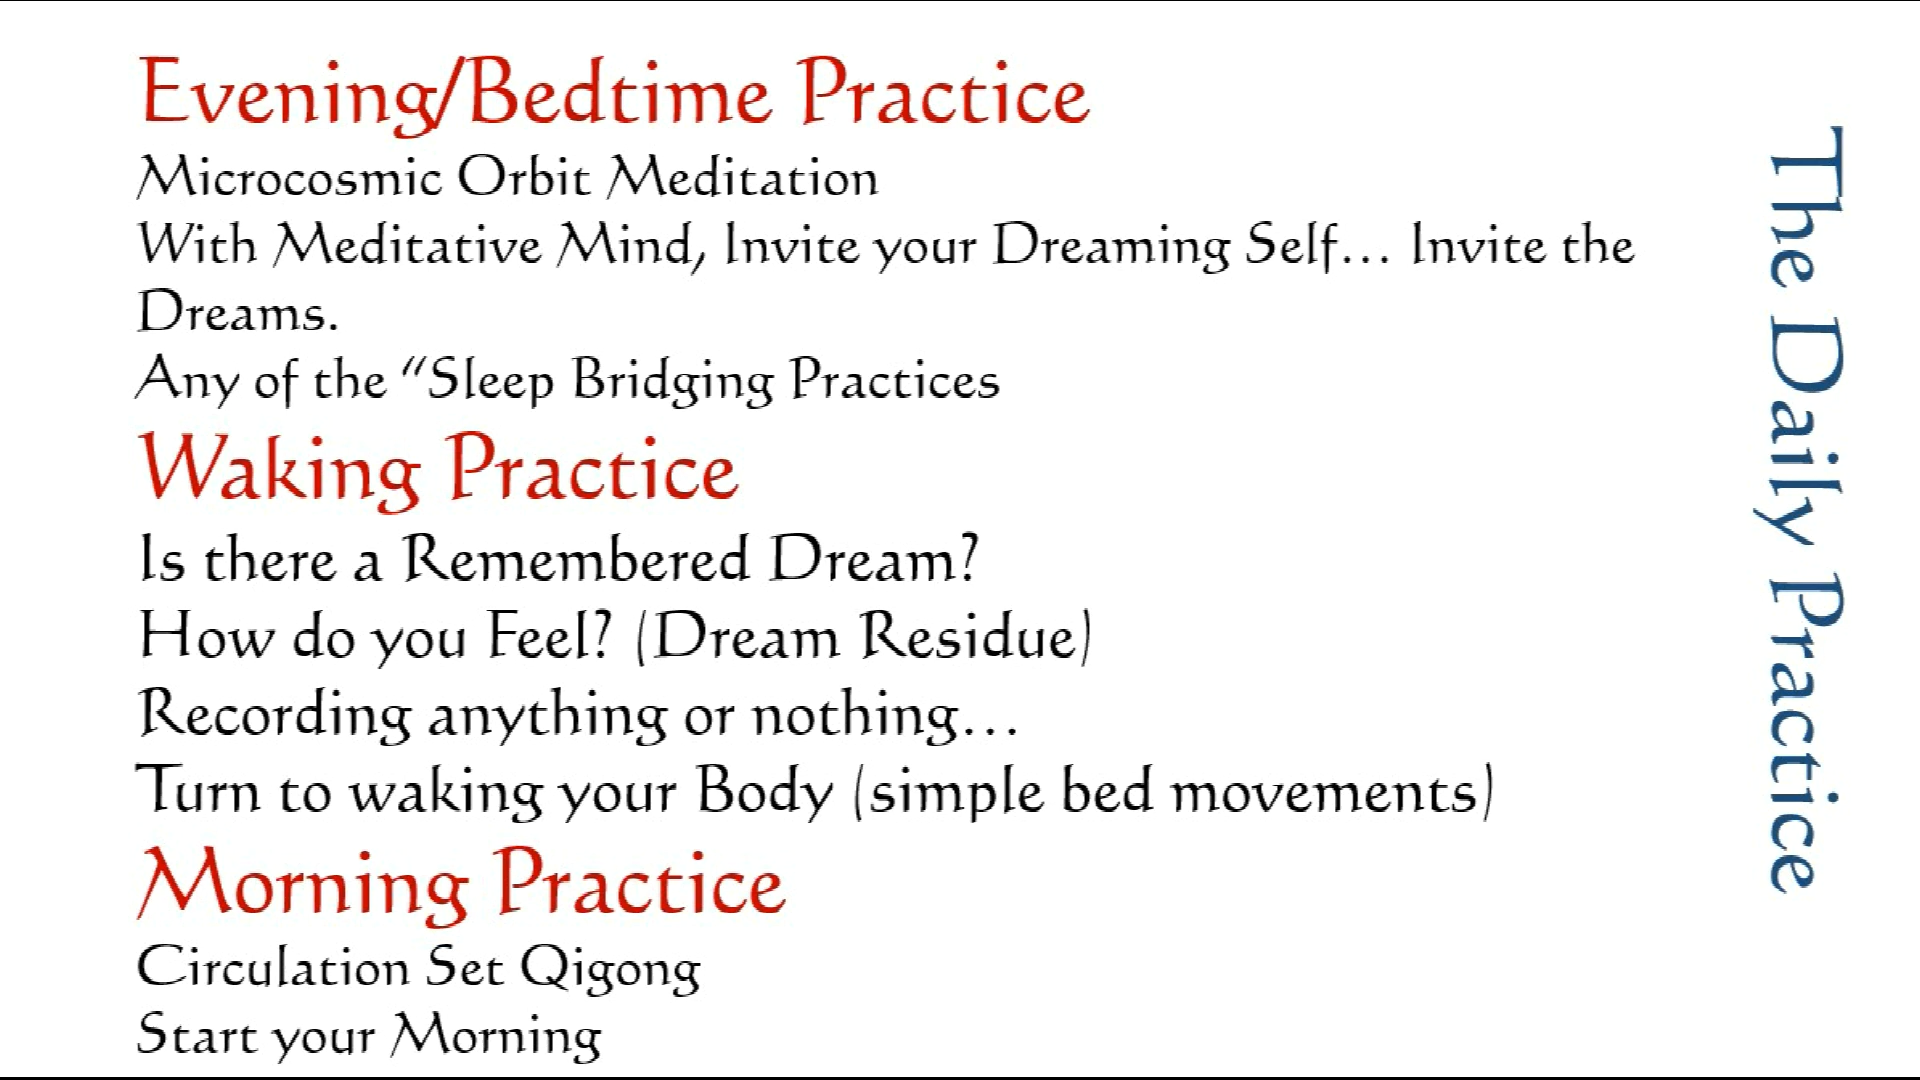 Evening/Bedtime Practice
Microcosmic Orbit Meditation
With Meditative Mind, Invite your Dreaming Self... Invite the
Dreams.
Any of the “Sleep Bridging Practices
Waking Practice
Is there a Remembered Dream?
How do you Feel? (Dream Residue)
Recording anything or nothing...
Turn to waking your Body (simple bed movements)
Morning Practice
Circulation Set Qigong
Start your Morning
The Daily Practice